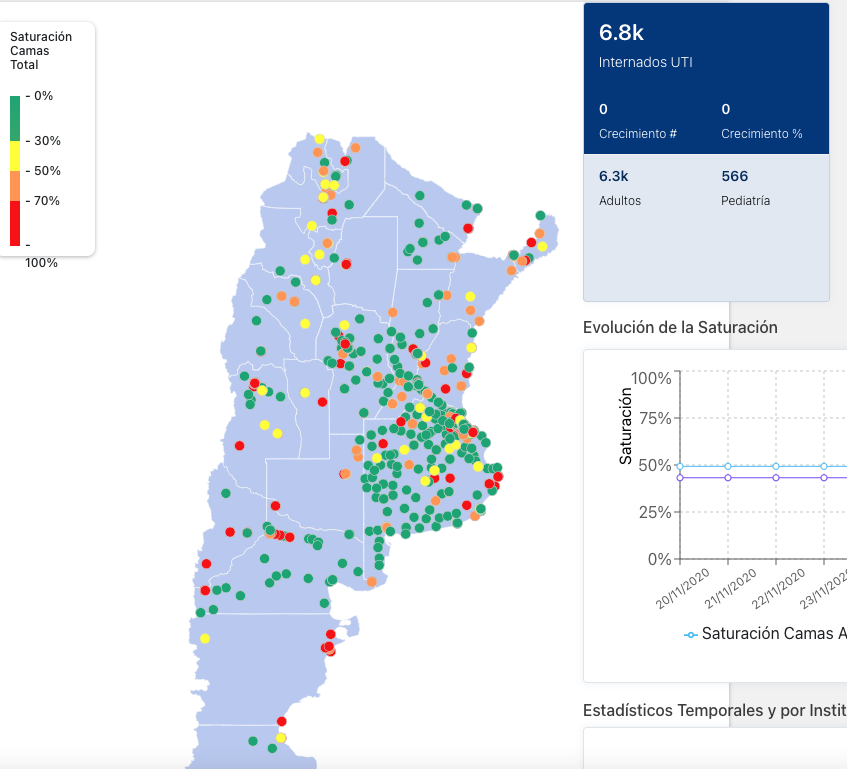 Saturación
Camas
Total
- 0%
- 30%
- 50%
- 70%
-
100%
6.8k
Internados UTI
0
0
Crecimiento #
Crecimiento %
6.3k
566
Adultos
Pediatría
Evolución de la Saturación
100%
75%
50%
25%
0%
Saturación
20/11/2020
21/11/2020
22/11/2020
23/11/2020
Saturación Camas A
Estadísticos Temporales y por Instit